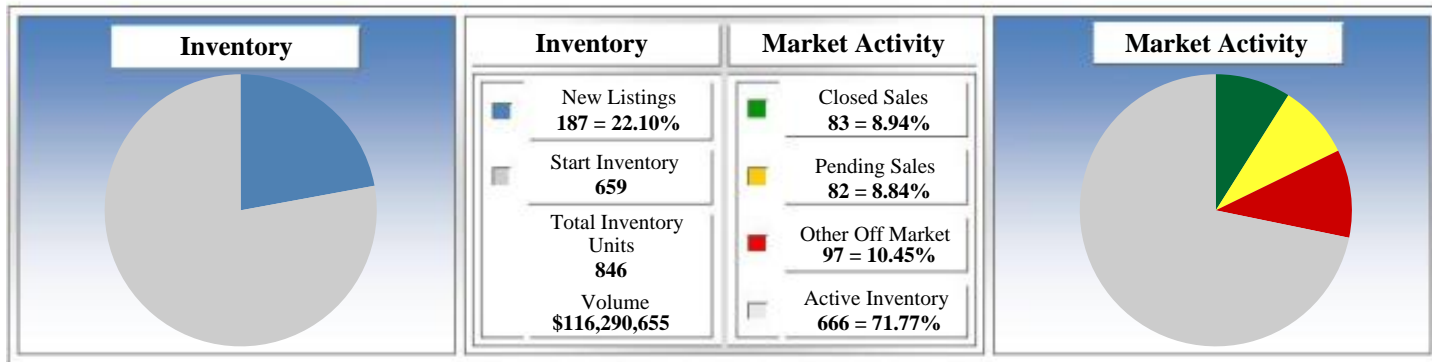 Inventory
Inventory
New Listings
187 = 22.10%
Start Inventory
659
Total Inventory
Units
846
Volume
$116,290,655
Market Activity
Closed Sales
83 = 8.94%
Pending Sales
82 = 8.84%
Other Off Market
97 = 10.45%
Active Inventory
666 = 71.77%
Market Activity